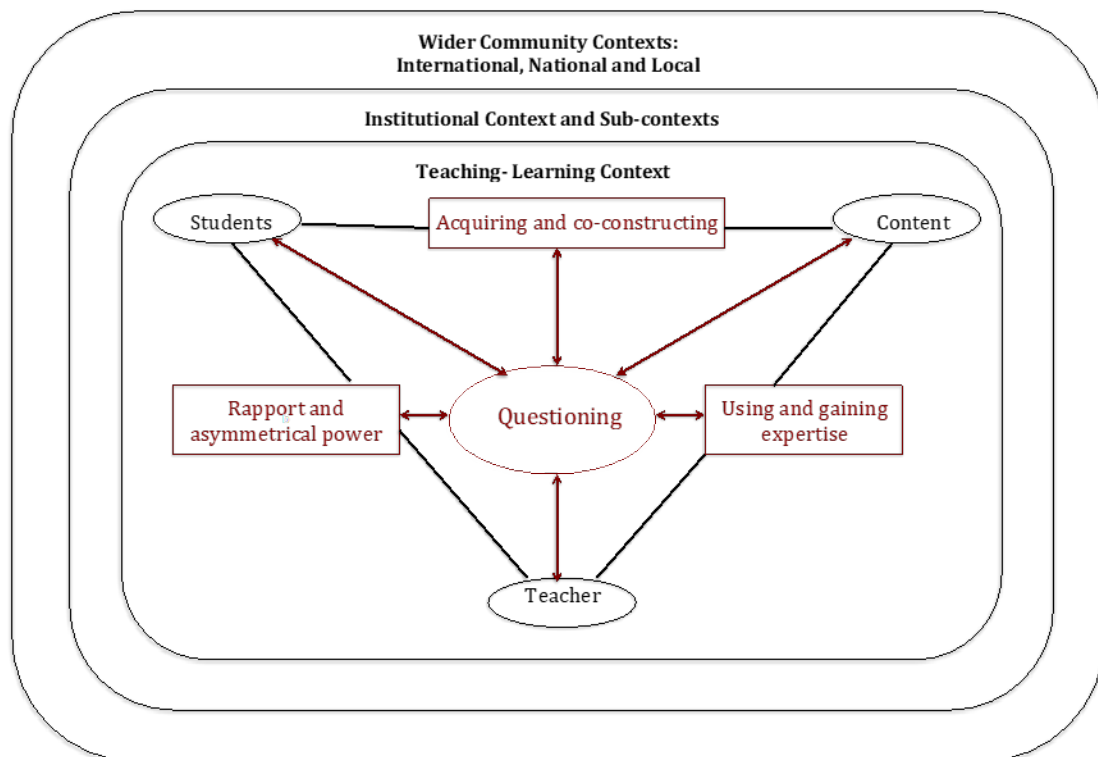 Wider Community Contexts:
International, National and Local
Institutional Context and Sub-contexts
Teaching- Learning Context
Students
Acquiring and co-constructing
Content
Rapport and
asymmetrical power
Questioning
Using and gaining
expertise
Teacher